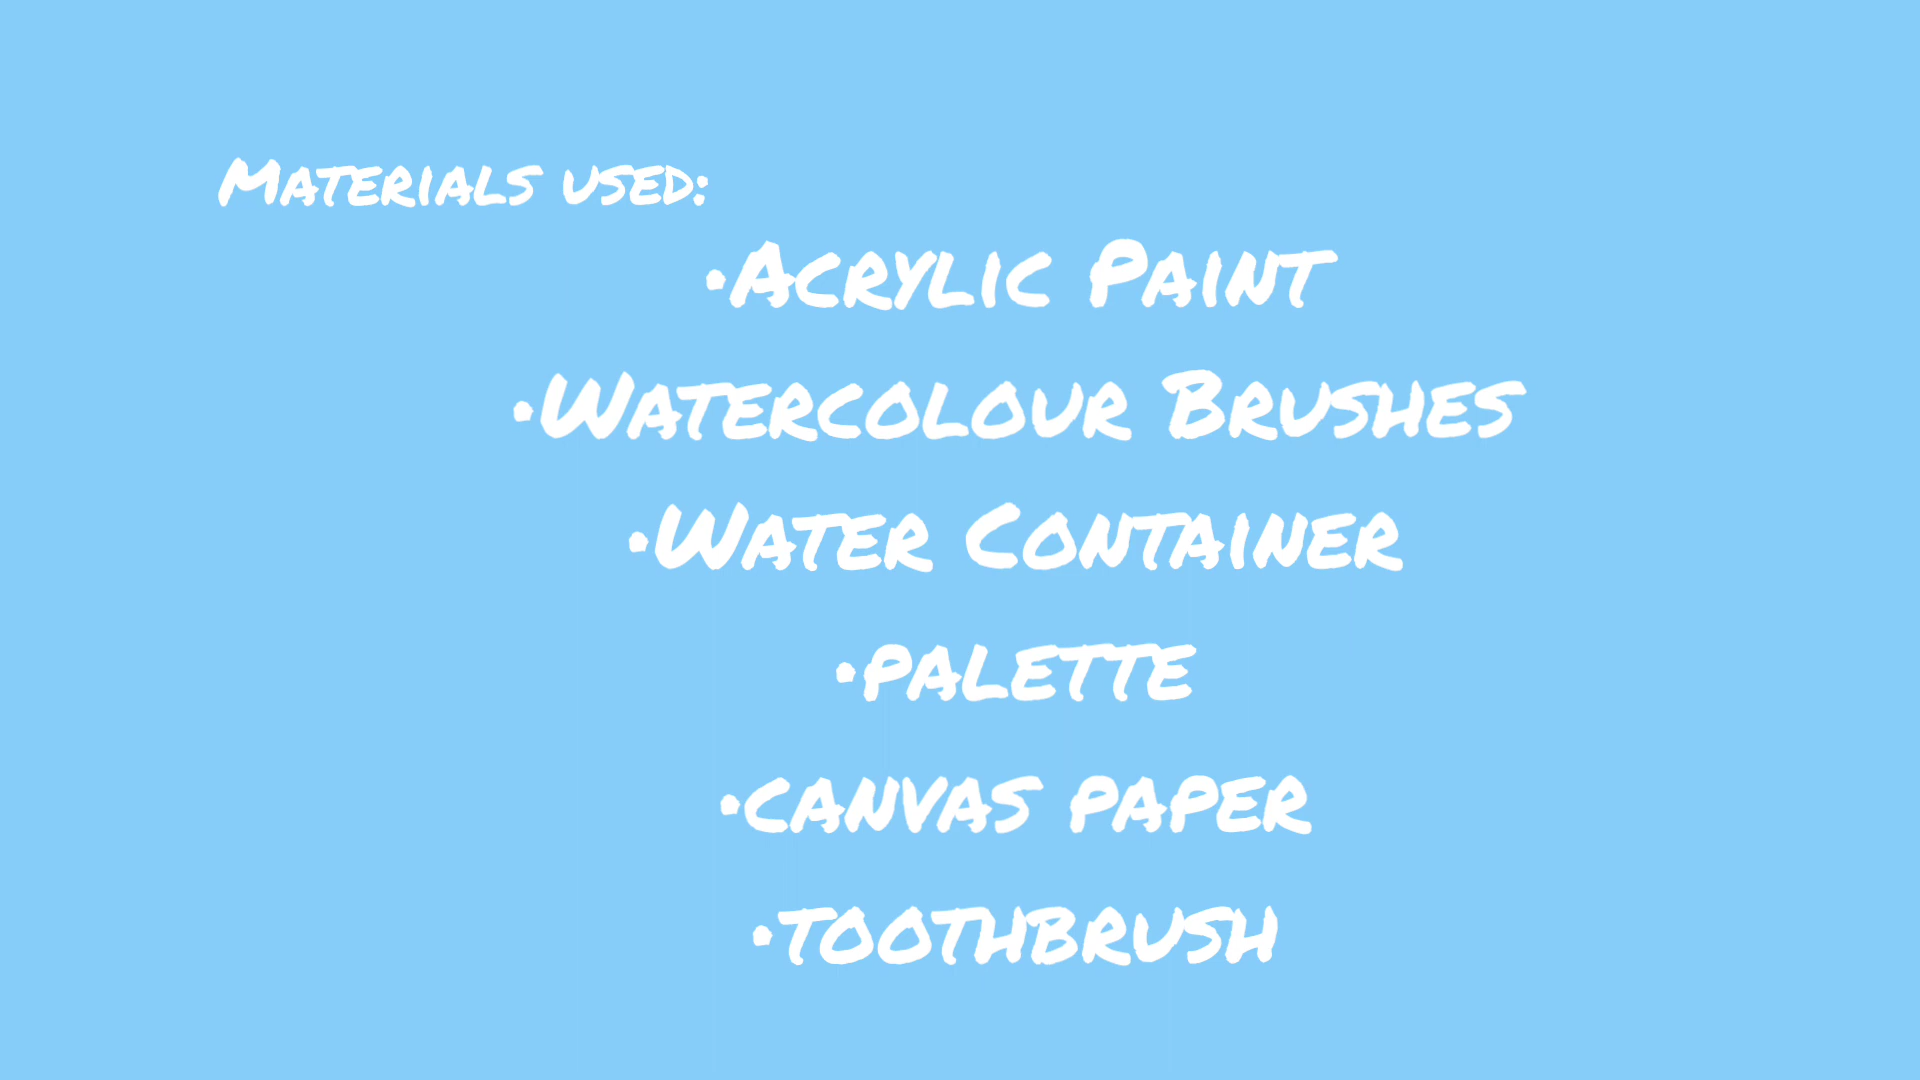 Materials used:
•Acrylic Paint
•Watercolour Brushes
•Water Container
•palette
•canvas paper
•toothbrush